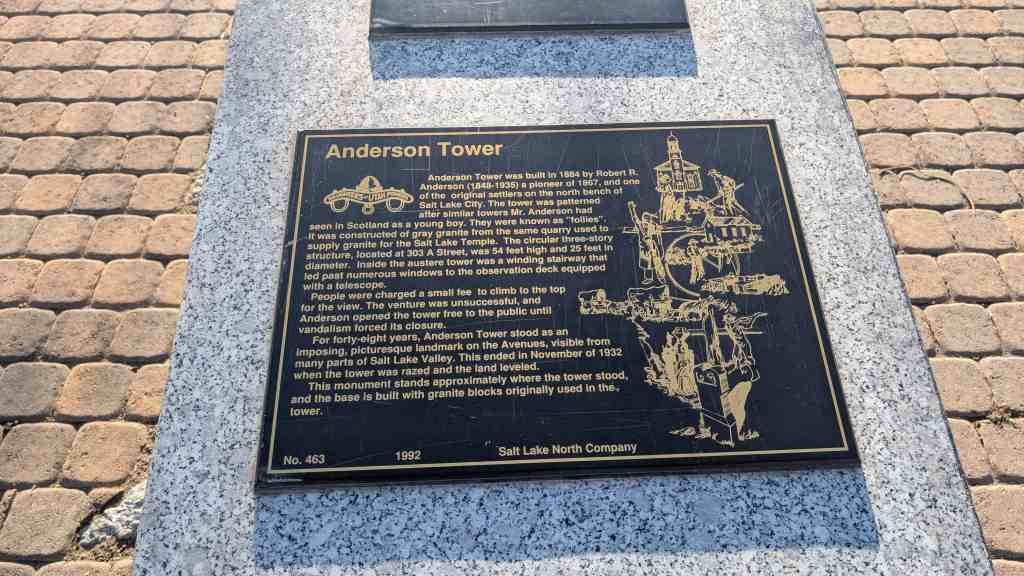 Anderson Tower
Anderson Tower was built in 1884 by Robert R.
Anderson (1848-1935) a pioneer of 1867, and one
of the original settlers on the north bench of
Salt Lake City. The tower was patterned
after similar towers Mr. Anderson had
seen in Scotland as a young boy. They were known as "follies".
It was constructed of gray granite from the same quarry used to
supply granite for the Salt Lake Temple. The circular three-story
structure, located at 303 A Street, was 54 feet high and 25 feet in
diameter. Inside the austere tower was a winding stairway that
led past numerous windows to the observation deck equipped
with a telescope.
People were charged a small fee to climb to the top
for the view. The venture was unsuccessful, and
Anderson opened the tower free to the public until
vandalism forced its closure.
For forty-eight years, Anderson Tower stood as an
imposing, picturesque landmark on the Avenues, visible from
many parts of Salt Lake Valley. This ended in November of 1932
when the tower was razed and the land leveled.
This monument stands approximately where the tower stood,
and the base is built with granite blocks originally used in the
tower.
No. 463 1992 Salt Lake North Company